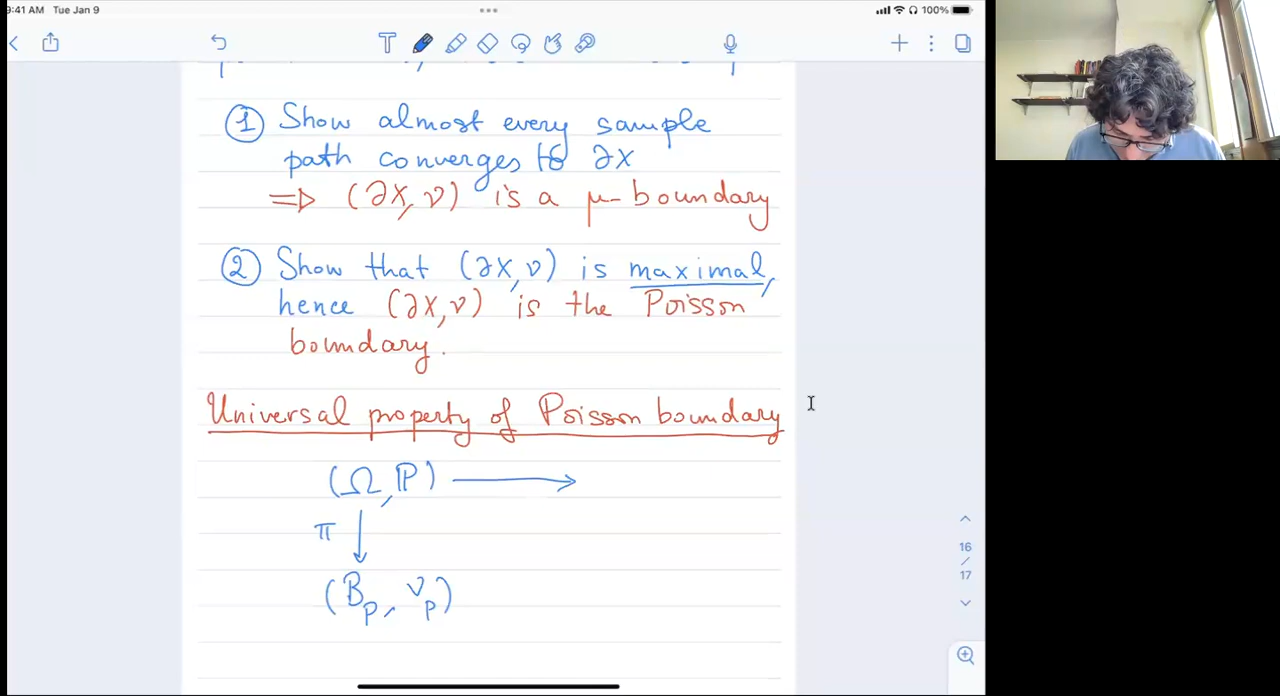 9:41 AM Tue Jan 9
100%
① Show almost every sample
path converges to ∂X
⇒ (∂X, ν) is a μ-boundary
② Show that (∂X, ν) is maximal,
hence (∂X, ν) is the Poisson
boundary.
Universal property of Poisson boundary
(Ω, ℙ) ⟶
π ↓
(B_P, ν_P)
16
/
17